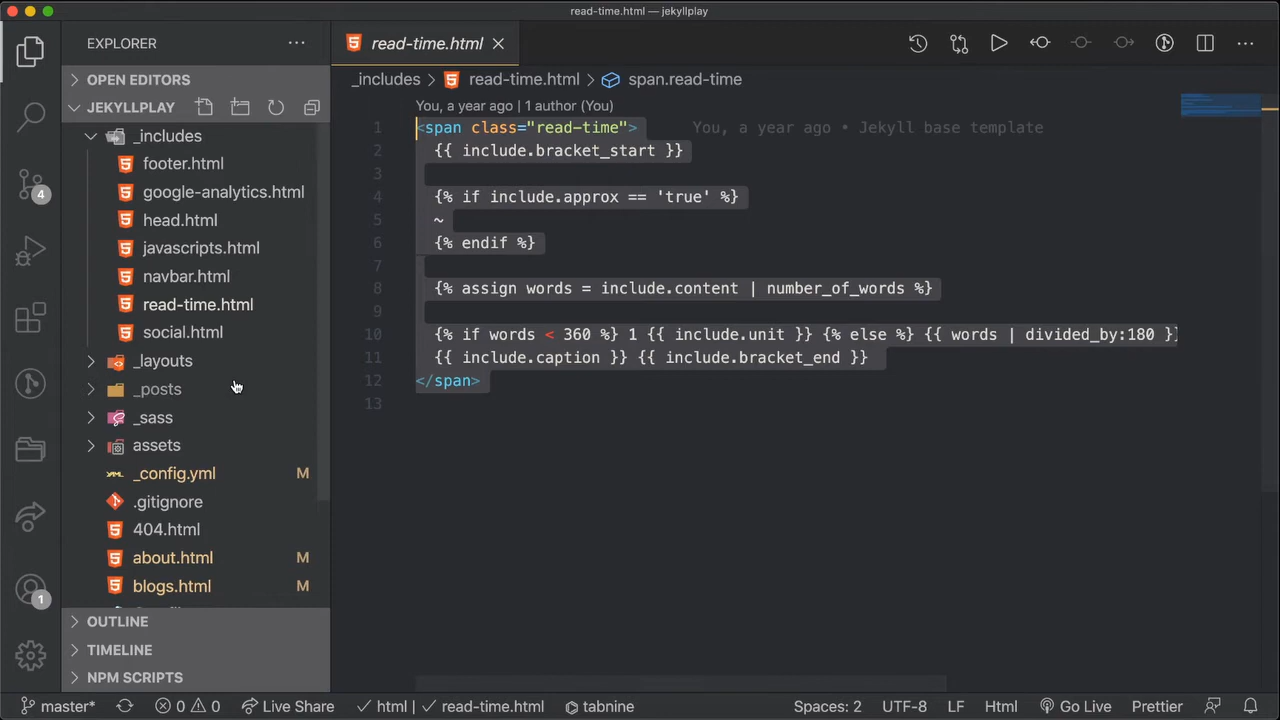 read-time.html — jekyllplay
EXPLORER
read-time.html
OPEN EDITORS
_includes > read-time.html > span.read-time
JEKYLLPLAY
You, a year ago | 1 author (You)
_includes
footer.html
google-analytics.html
head.html
javascripts.html
navbar.html
read-time.html
social.html
_layouts
_posts
_sass
assets
_config.yml M
.gitignore
404.html
about.html M
blogs.html M
OUTLINE
TIMELINE
NPM SCRIPTS
1 <span class="read-time"> You, a year ago • Jekyll base template
2 {{ include.bracket_start }}
3
4 {% if include.approx == 'true' %}
5 ~
6 {% endif %}
7
8 {% assign words = include.content | number_of_words %}
9
10 {% if words < 360 %} 1 {{ include.unit }} {% else %} {{ words | divided_by:180 }
11 {{ include.caption }} {{ include.bracket_end }}
12 </span>
13
4
1
master* 0 0 Live Share html | read-time.html tabnine Spaces: 2 UTF-8 LF Html Go Live Prettier